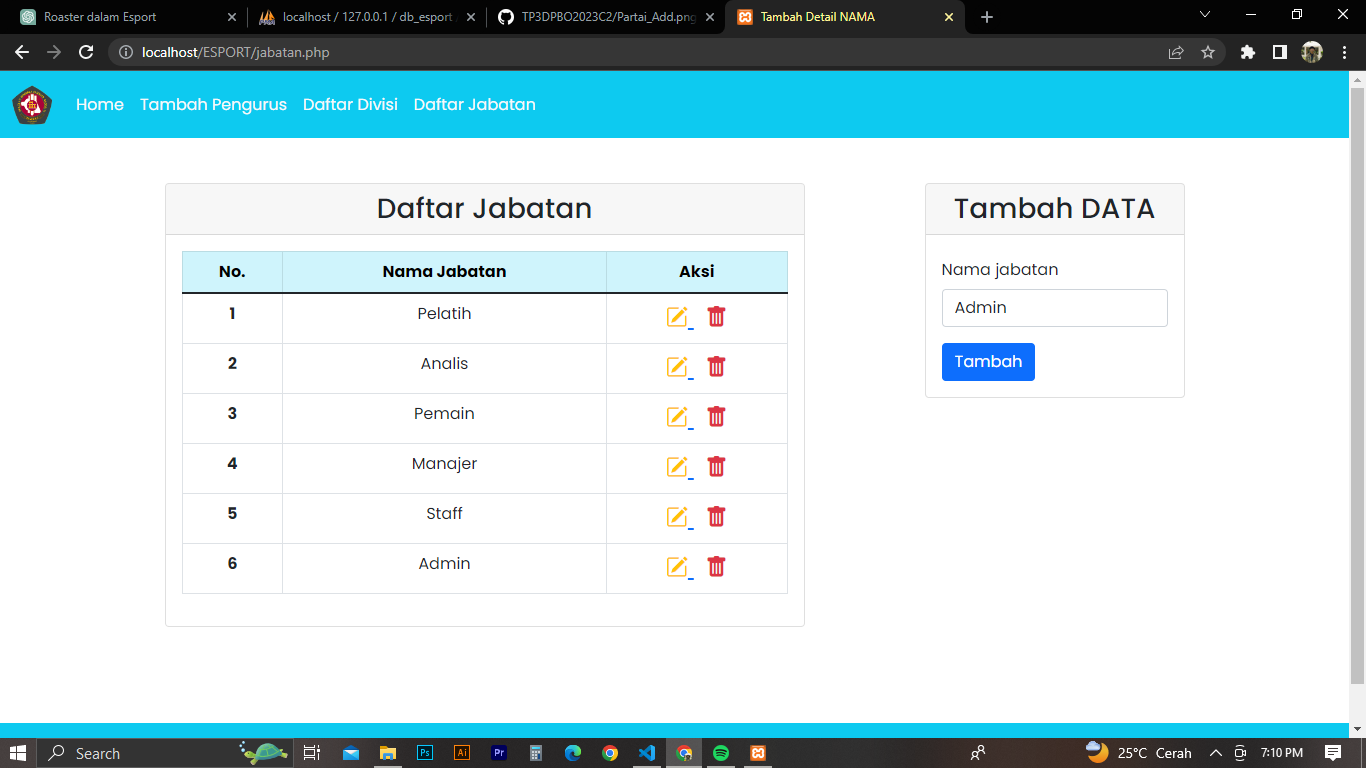 Roaster dalam Esport
localhost / 127.0.0.1 / db_esport
TP3DPBO2023C2/Partai_Add.png
Tambah Detail NAMA
localhost/ESPORT/jabatan.php
Home Tambah Pengurus Daftar Divisi Daftar Jabatan
Daftar Jabatan
No. Nama Jabatan Aksi
1 Pelatih
2 Analis
3 Pemain
4 Manajer
5 Staff
6 Admin
Tambah DATA
Nama jabatan
Admin
Tambah
Search
Ps
Ai
Pr
25°C Cerah
7:10 PM